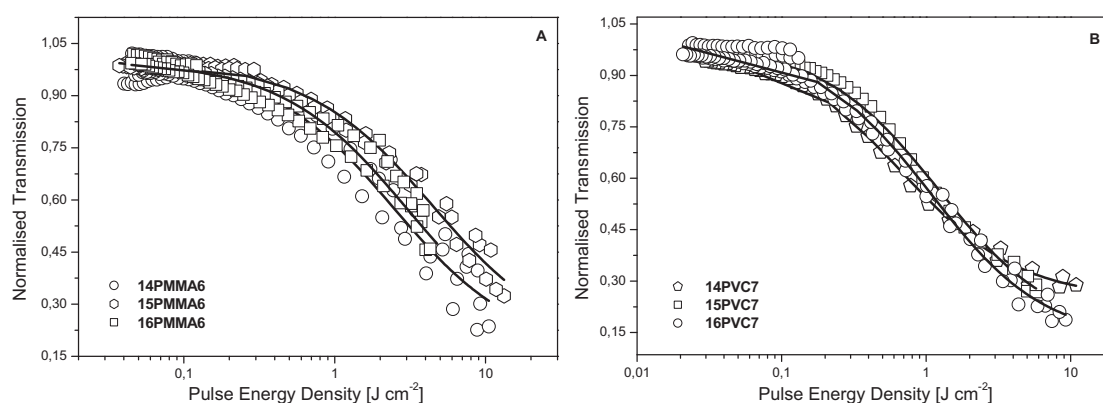 A
Normalised Transmission
1,05
0,90
0,75
0,60
0,45
0,30
0,15
14PMMA6
15PMMA6
16PMMA6
0,1
1
10
Pulse Energy Density [J cm-2]
B
Normalised Transmission
1,05
0,90
0,75
0,60
0,45
0,30
0,15
14PVC7
15PVC7
16PVC7
0,01
0,1
1
10
Pulse Energy Density [J cm-2]